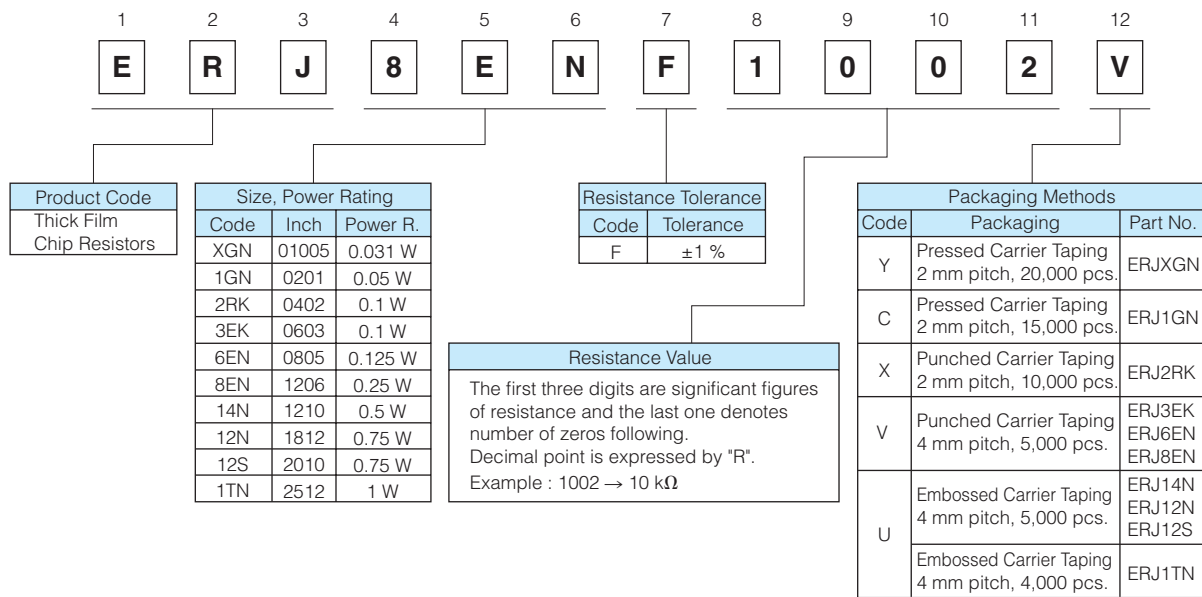 1 2 3 4 5 6 7 8 9 10 11 12
E R J 8 E N F 1 0 0 2 V
Product Code
Thick Film
Chip Resistors
Size, Power Rating
Code Inch Power R.
XGN 01005 0.031 W
1GN 0201 0.05 W
2RK 0402 0.1 W
3EK 0603 0.1 W
6EN 0805 0.125 W
8EN 1206 0.25 W
14N 1210 0.5 W
12N 1812 0.75 W
12S 2010 0.75 W
1TN 2512 1 W
Resistance Tolerance
Code Tolerance
F ±1 %
Resistance Value
The first three digits are significant figures
of resistance and the last one denotes
number of zeros following.
Decimal point is expressed by "R".
Example : 1002 → 10 kΩ
Packaging Methods
Code Packaging Part No.
Y Pressed Carrier Taping
2 mm pitch, 20,000 pcs. ERJXGN
C Pressed Carrier Taping
2 mm pitch, 15,000 pcs. ERJ1GN
X Punched Carrier Taping
2 mm pitch, 10,000 pcs. ERJ2RK
V Punched Carrier Taping
4 mm pitch, 5,000 pcs.
ERJ3EK
ERJ6EN
ERJ8EN
U Embossed Carrier Taping
4 mm pitch, 5,000 pcs.
ERJ14N
ERJ12N
ERJ12S
Embossed Carrier Taping
4 mm pitch, 4,000 pcs. ERJ1TN